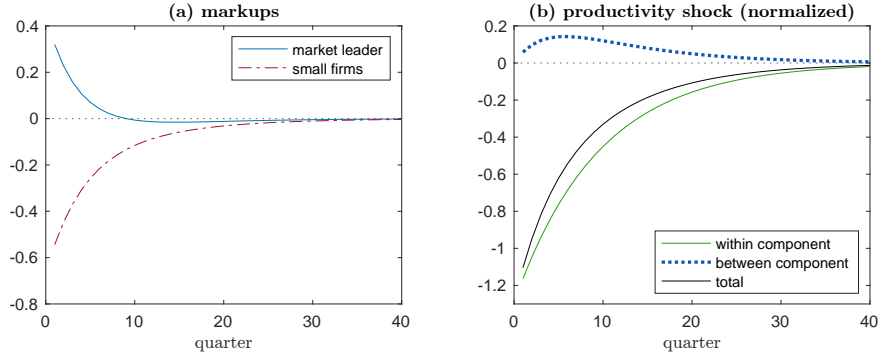 (a) markups
0.4
0.2
0
-0.2
-0.4
-0.6
-0.8
0
10
20
30
40
quarter
market leader
small firms
(b) productivity shock (normalized)
0.2
0
-0.2
-0.4
-0.6
-0.8
-1
-1.2
0
10
20
30
40
quarter
within component
between component
total